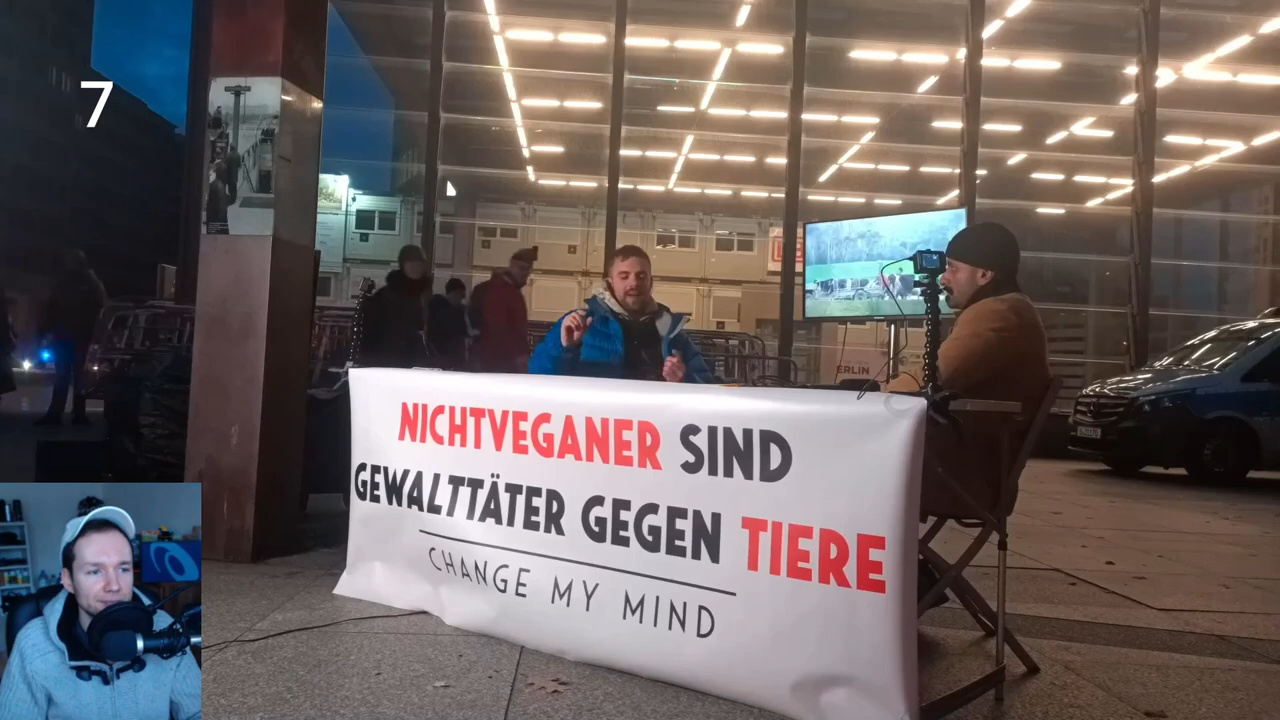 7
NICHTVEGANER SIND
GEWALTTÄTER GEGEN TIERE
CHANGE MY MIND
ERLIN